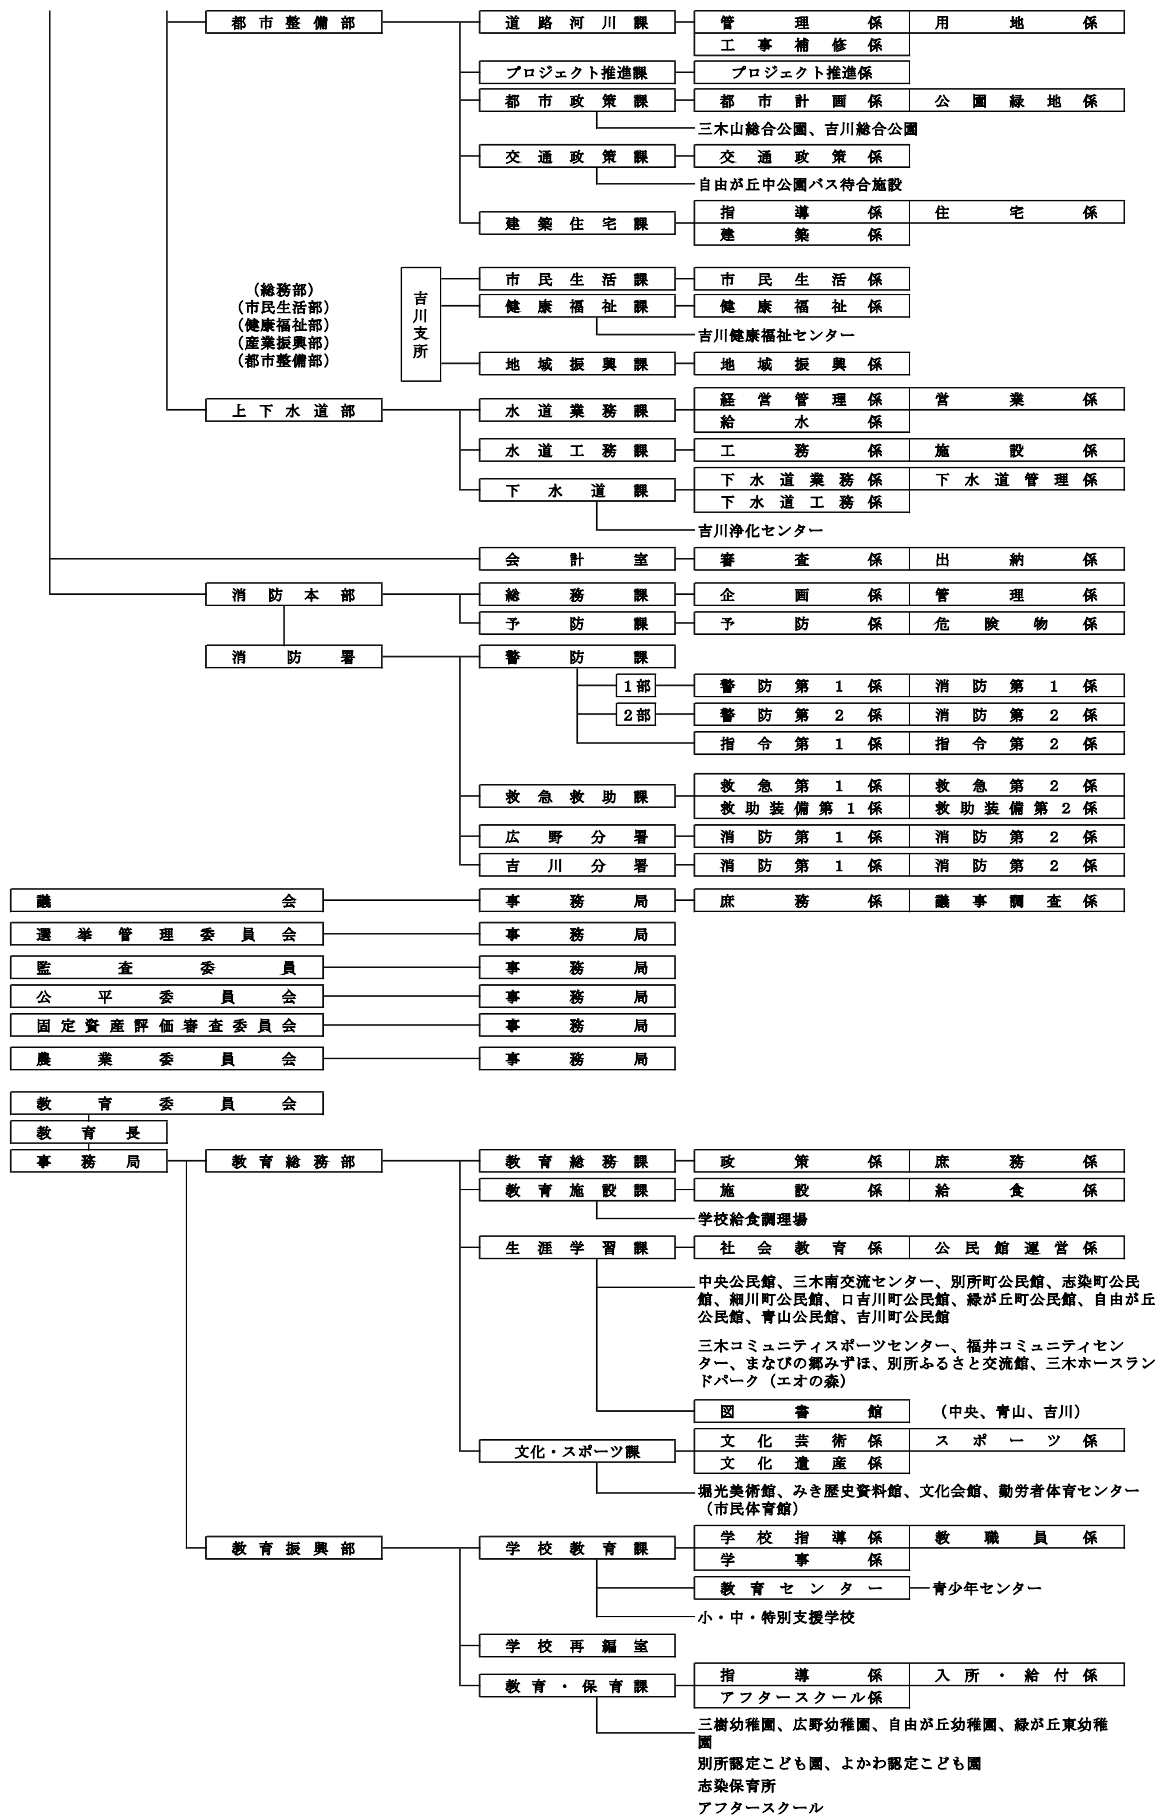 都市整備部 道路河川課 管理係 用地係
工事補修係
プロジェクト推進課 プロジェクト推進係
都市政策課 都市計画係 公園緑地係
三木山総合公園、吉川総合公園
交通政策課 交通政策係
自由が丘中公園バス待合施設
指導係 住宅係
建築住宅課
建築係
吉川支所
市民生活課 市民生活係
(総務部)
(市民生活部)
(健康福祉部)
(産業振興部)
(都市整備部)
健康福祉課 健康福祉係
吉川健康福祉センター
地域振興課 地域振興係
上下水道部 水道業務課 経営管理係 営業係
給水係
水道工務課 工務係 施設係
下水道課 下水道業務係 下水道管理係
下水道工務係
吉川浄化センター
会計室 審査係 出納係
消防本部 総務課 企画係 管理係
予防課 予防係 危険物係
消防署 警防課
1部 警防第1係 消防第1係
2部 警防第2係 消防第2係
指令第1係 指令第2係
救急救助課 救急第1係 救急第2係
救助装備第1係 救助装備第2係
広野分署 消防第1係 消防第2係
吉川分署 消防第1係 消防第2係
議会 事務局 庶務係 議事調査係
選挙管理委員会 事務局
監査委員 事務局
公平委員会 事務局
固定資産評価審査委員会 事務局
農業委員会 事務局
教育委員会
教育長
事務局 教育総務部 教育総務課 政策係 庶務係
教育施設課 施設係 給食係
学校給食調理場
生涯学習課 社会教育係 公民館運営係
中央公民館、三木南交流センター、別所町公民館、志染町公民
館、細川町公民館、口吉川町公民館、緑が丘町公民館、自由が丘
公民館、青山公民館、吉川町公民館
三木コミュニティスポーツセンター、福井コミュニティセン
ター、まなびの郷みずほ、別所ふるさと交流館、三木ホースラン
ドパーク（エオの森）
図書館 （中央、青山、吉川）
文化・スポーツ課 文化芸術係 スポーツ係
文化遺産係
堀光美術館、みき歴史資料館、文化会館、勤労者体育センター
（市民体育館）
教育振興部 学校教育課 学校指導係 教職員係
学事係
教育センター 青少年センター
小・中・特別支援学校
学校再編室
教育・保育課 指導係 入所・給付係
アフタースクール係
三樹幼稚園、広野幼稚園、自由が丘幼稚園、緑が丘東幼稚
園
別所認定こども園、よかわ認定こども園
志染保育所
アフタースクール